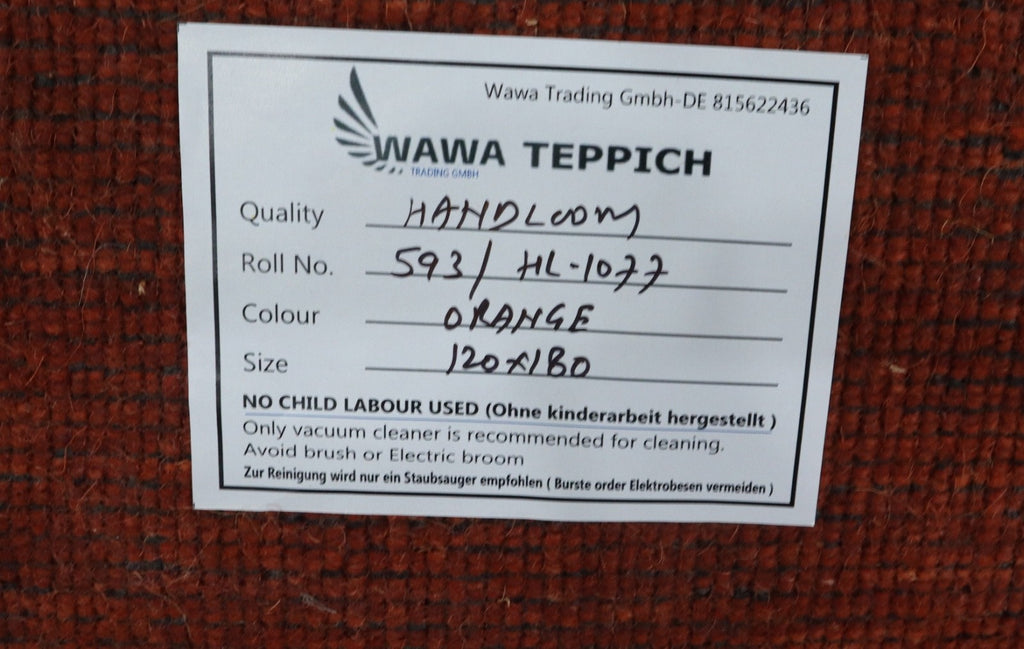 Wawa Trading Gmbh-DE 815622436
WAWA TEPPICH
TRADING GMBH
Quality HANDLOOM
Roll No. 593/ HL-1077
Colour ORANGE
Size 120x180
NO CHILD LABOUR USED (Ohne kinderarbeit hergestellt )
Only vacuum cleaner is recommended for cleaning.
Avoid brush or Electric broom
Zur Reinigung wird nur ein Staubsauger empfohlen ( Burste order Elektrobesen vermeiden )